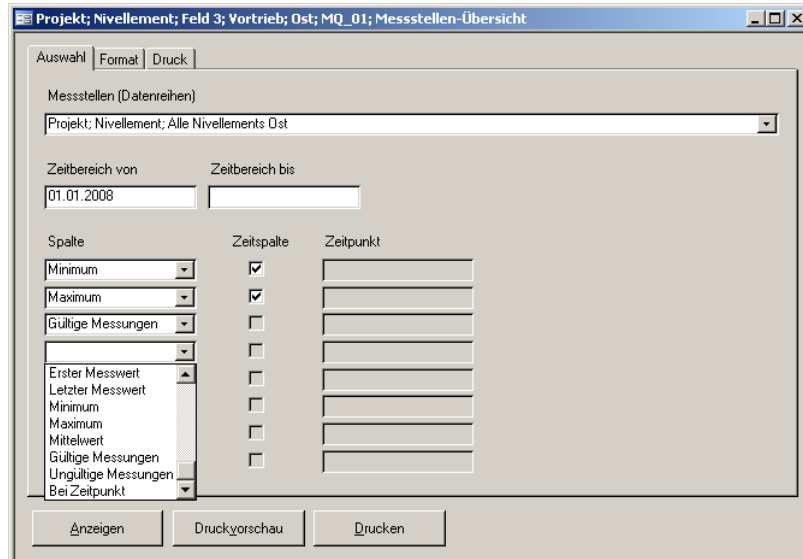 Projekt; Nivellement; Feld 3; Vortrieb; Ost; MQ_01; Messstellen-Übersicht
Auswahl Format Druck
Messstellen (Datenreihen)
Projekt; Nivellement; Alle Nivellements Ost
Zeitbereich von Zeitbereich bis
01.01.2008
Spalte Zeitspalte Zeitpunkt
Minimum
Maximum
Gültige Messungen
Erster Messwert
Letzter Messwert
Minimum
Maximum
Mittelwert
Gültige Messungen
Ungültige Messungen
Bei Zeitpunkt
Anzeigen Druckvorschau Drucken